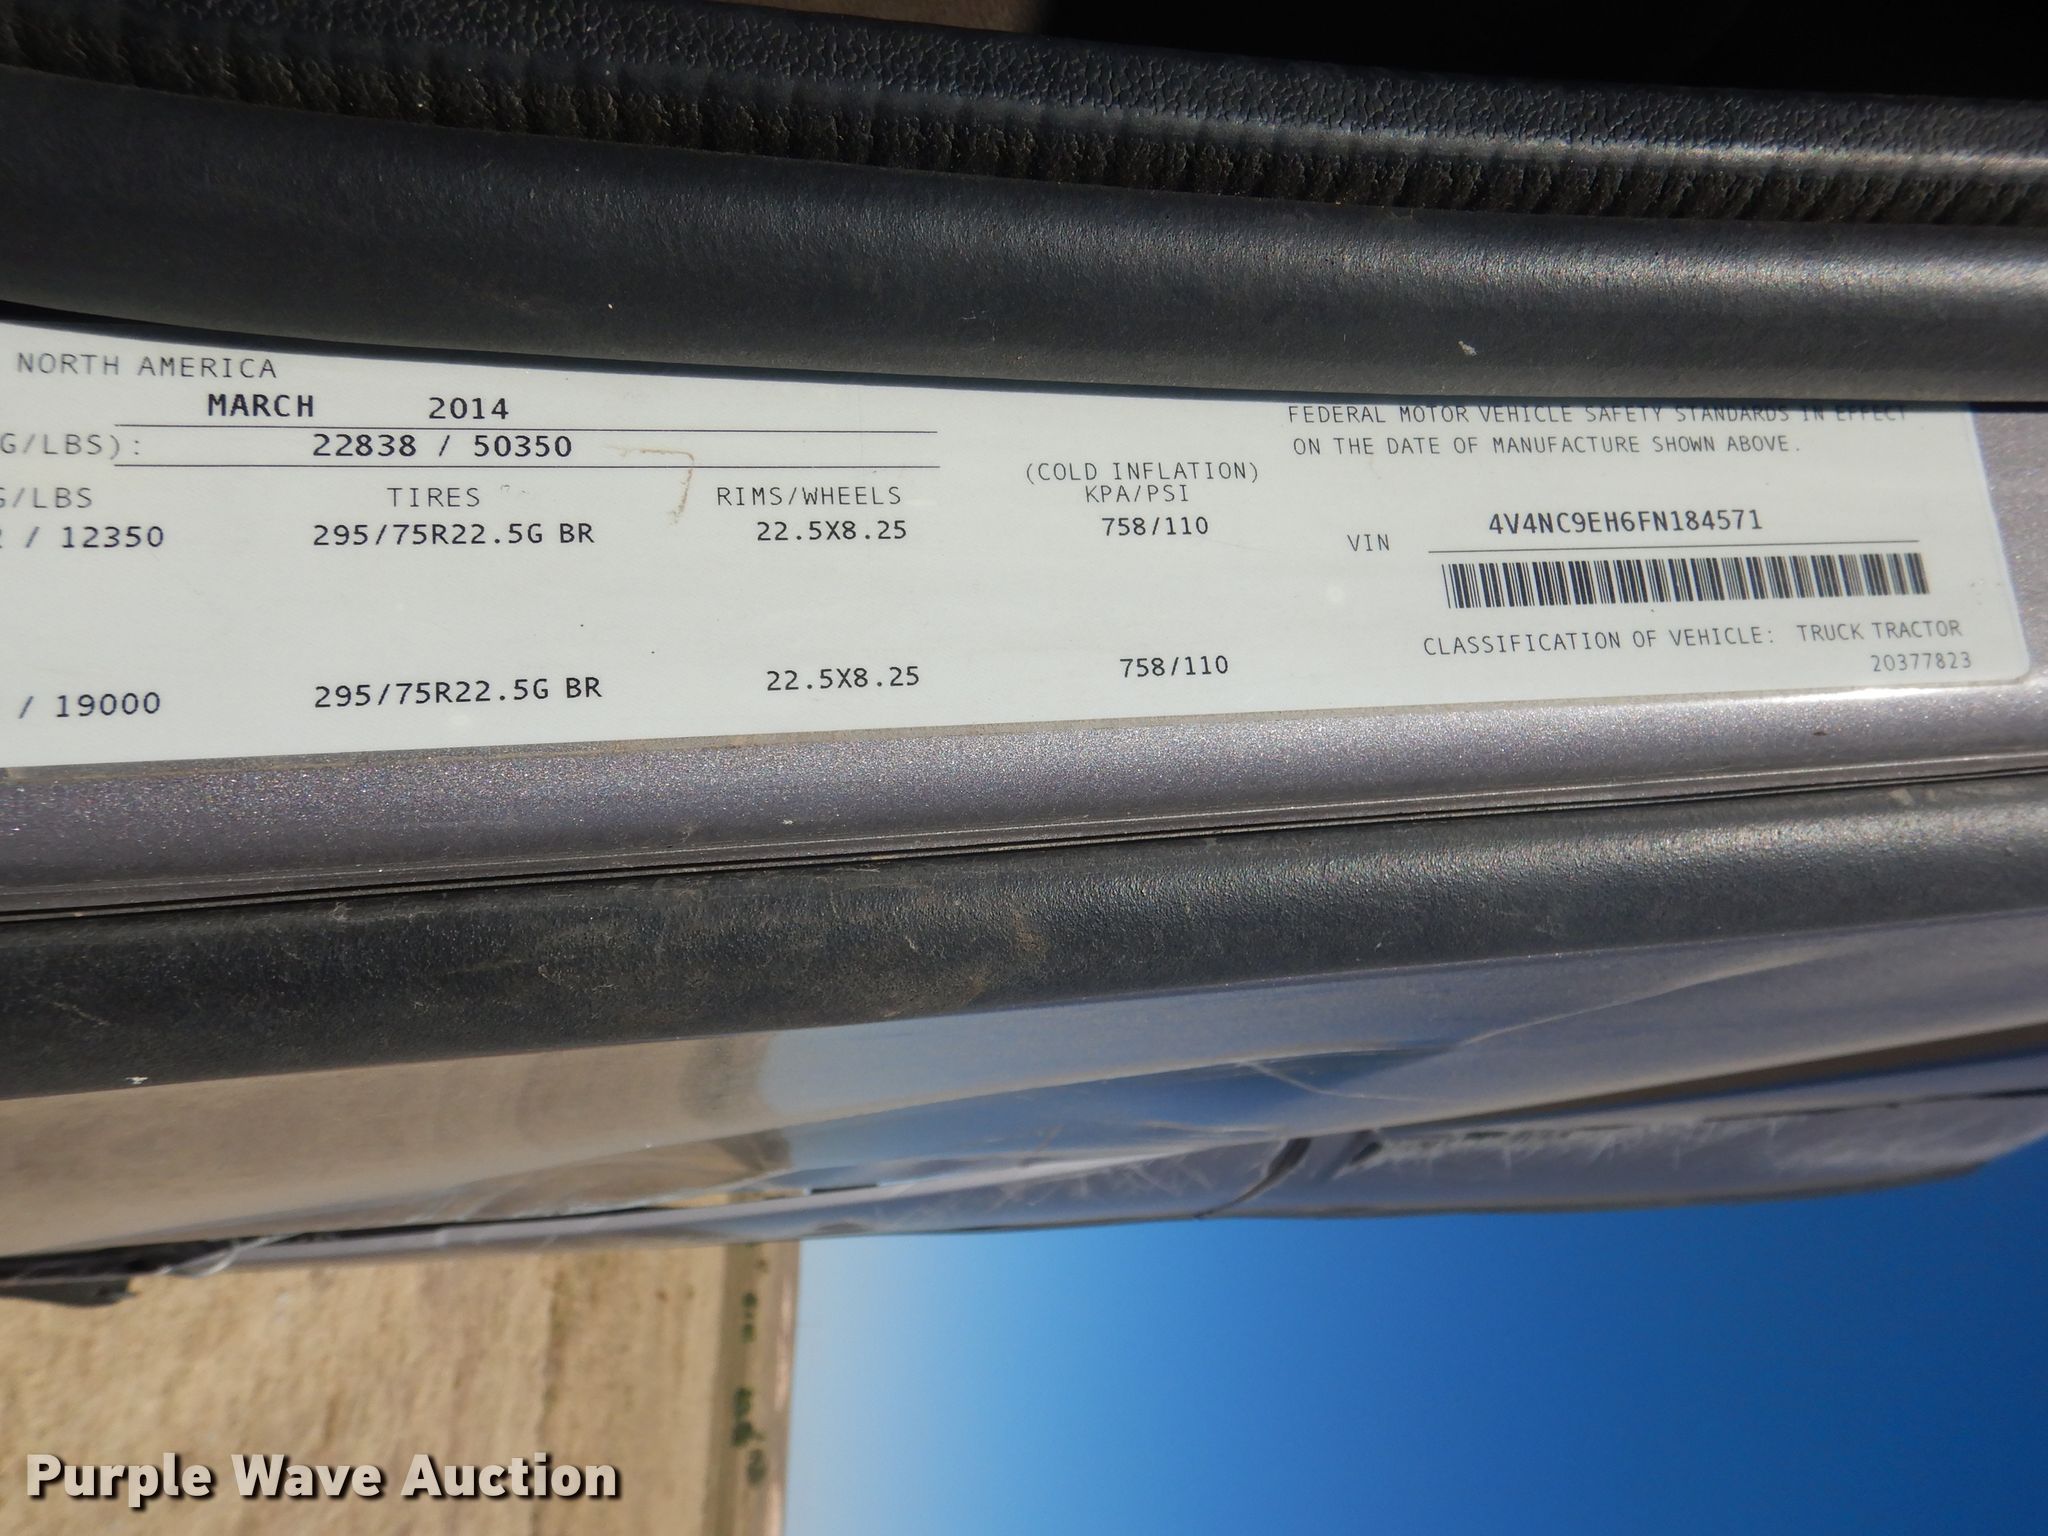 NORTH AMERICA
MARCH 2014
G/LBS): 22838 / 50350
FEDERAL MOTOR VEHICLE SAFETY STANDARDS IN EFFECT
ON THE DATE OF MANUFACTURE SHOWN ABOVE.
G/LBS TIRES RIMS/WHEELS (COLD INFLATION)
KPA/PSI
/ 12350 295/75R22.5G BR 22.5X8.25 758/110
VIN 4V4NC9EH6FN184571
/ 19000 295/75R22.5G BR 22.5X8.25 758/110
CLASSIFICATION OF VEHICLE: TRUCK TRACTOR
20377823
Purple Wave Auction